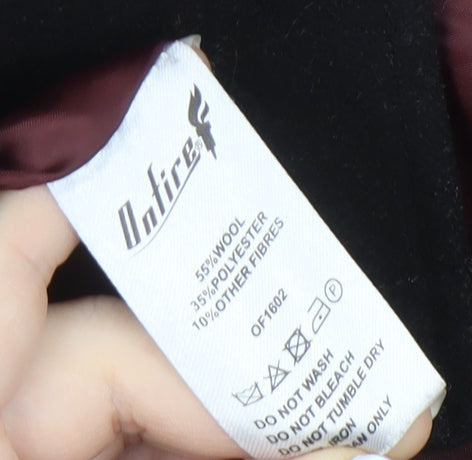 Onfire®
55%WOOL
35%POLYESTER
10%OTHER FIBRES
OF1602
P
DO NOT WASH
DO NOT BLEACH
DO NOT TUMBLE DRY
IRON
ONLY